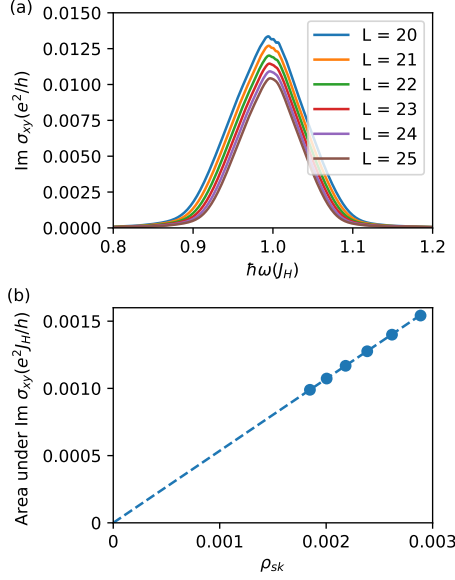 (a)
0.0150
0.0125
0.0100
0.0075
0.0050
0.0025
0.0000
Im σxy(e²/h)
L = 20
L = 21
L = 22
L = 23
L = 24
L = 25
0.8 0.9 1.0 1.1 1.2
ħω(J_H)
(b)
0.0015
0.0010
0.0005
0
Area under Im σxy(e²J_H/h)
0 0.001 0.002 0.003
ρsk